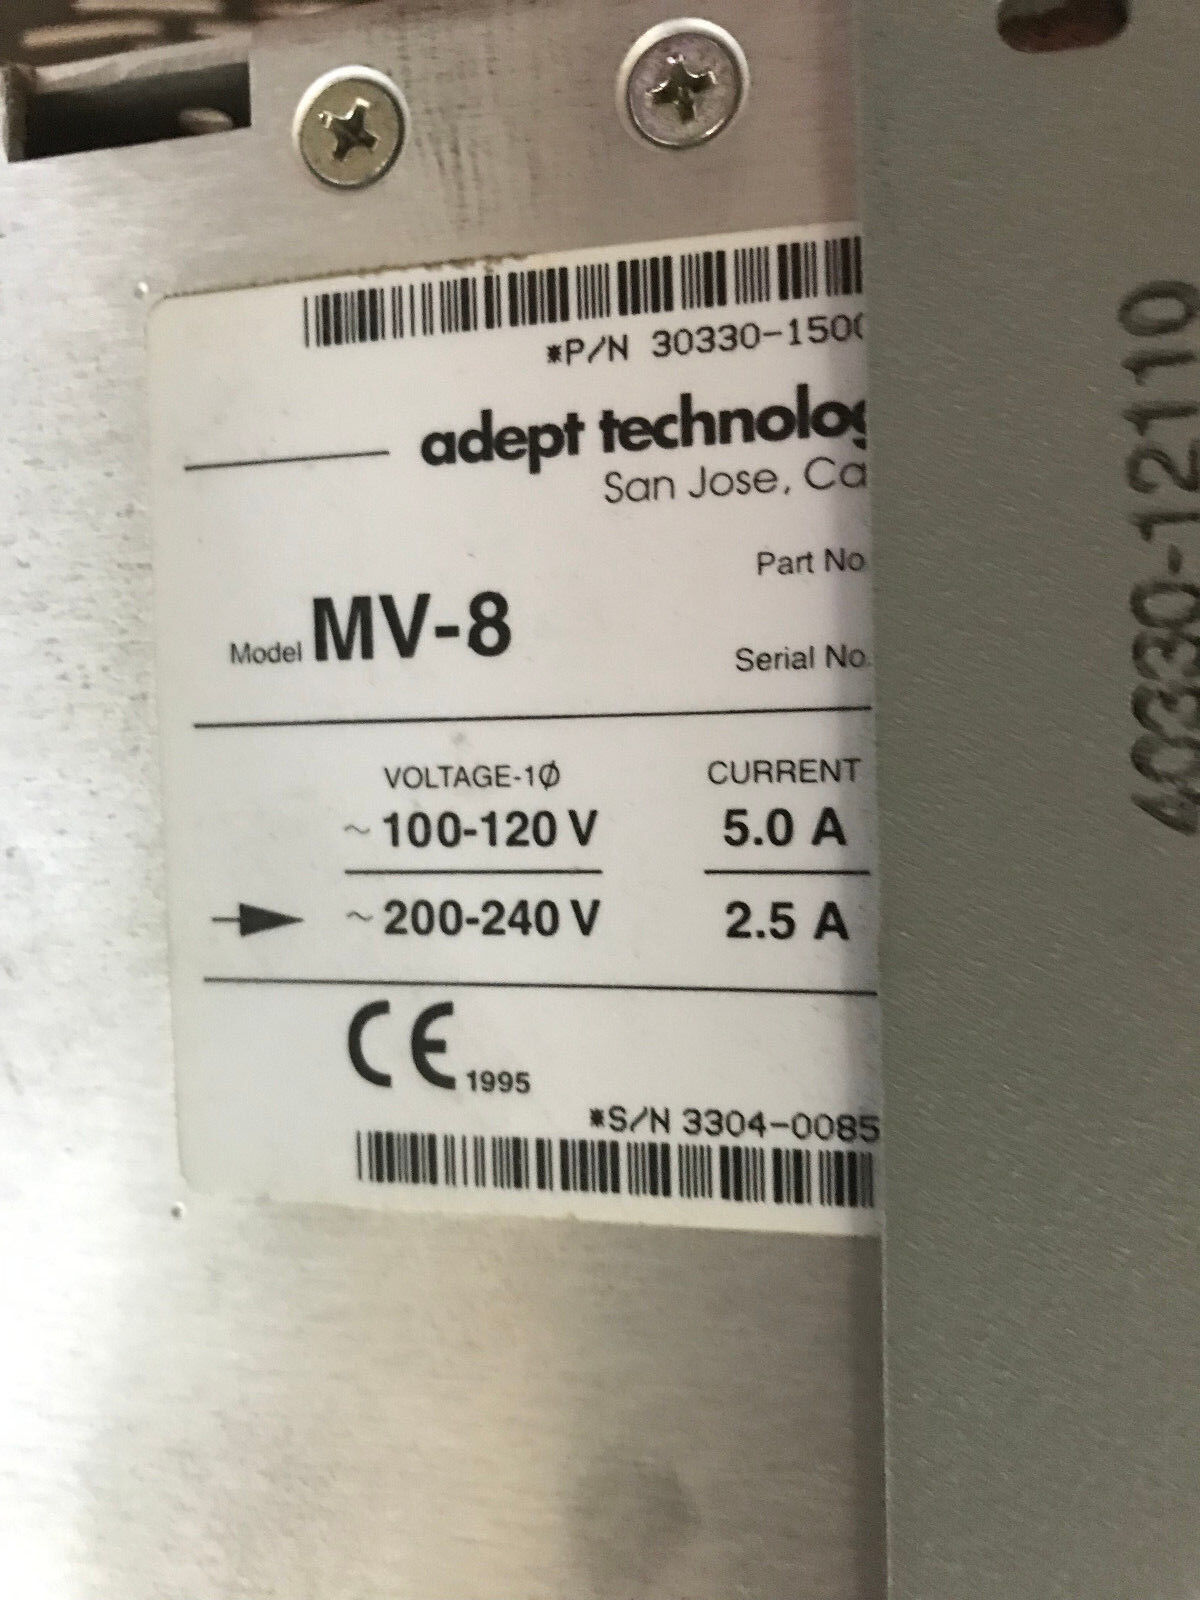 *P/N 30330-150
adept technolog
San Jose, Ca
Part No
Model MV-8
Serial No.
VOLTAGE-1Ø
CURRENT
~ 100-120 V
5.0 A
~ 200-240 V
2.5 A
CE 1995
*S/N 3304-0085
40330-12110